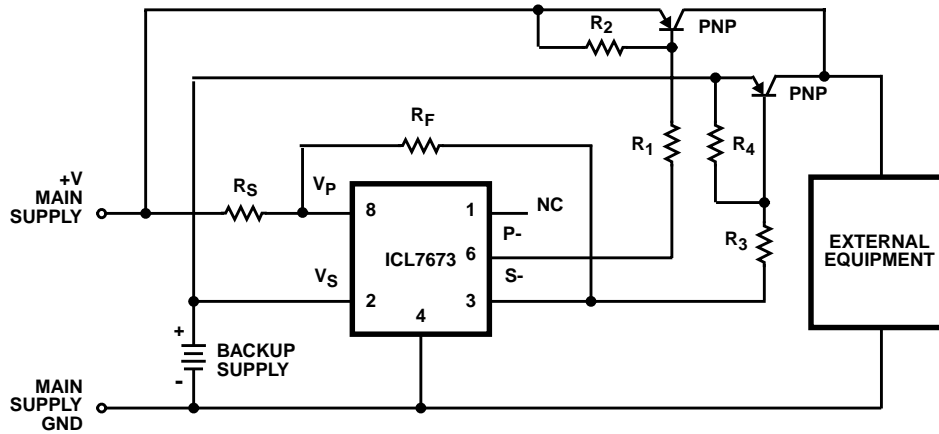 R2
PNP
PNP
RF
R1
R4
+V
MAIN
SUPPLY
RS
VP
8
1
NC
P-
R3
EXTERNAL
EQUIPMENT
ICL7673
6
VS
S-
2
3
4
+
BACKUP
SUPPLY
-
MAIN
SUPPLY
GND